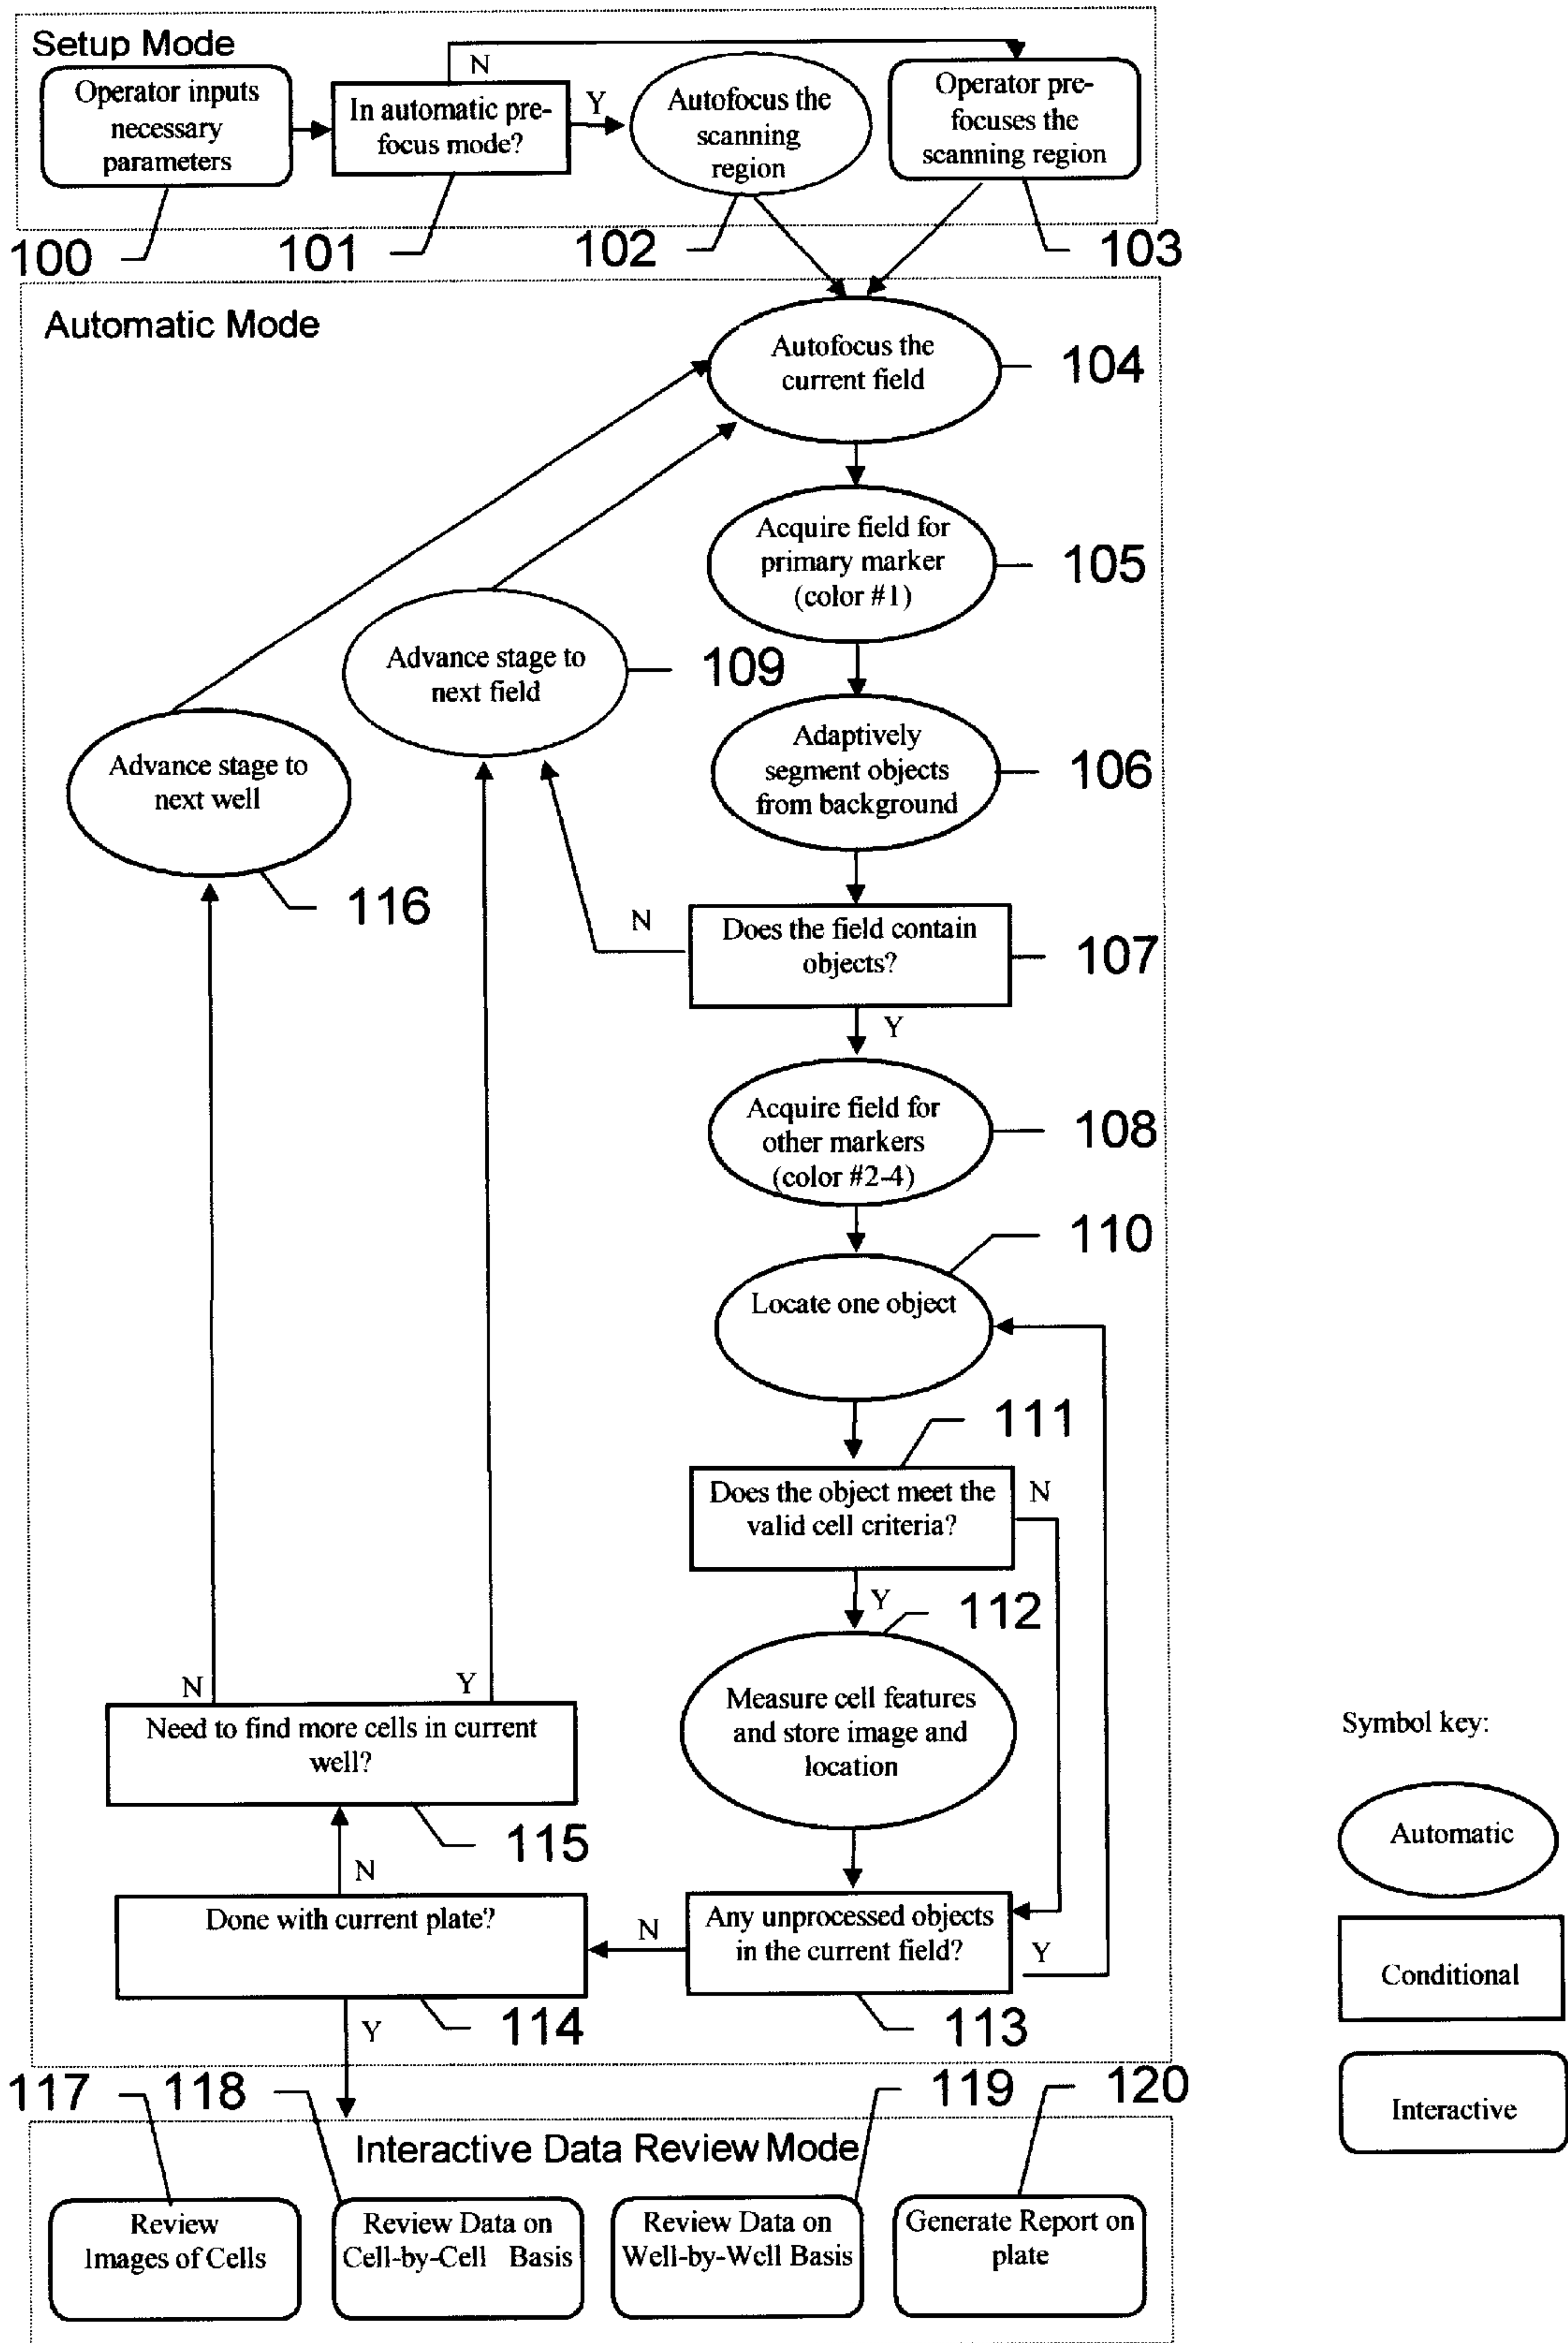 Setup Mode
Operator inputs
necessary
parameters
In automatic pre-
focus mode?
N
Y
Autofocus the
scanning
region
Operator pre-
focuses the
scanning region
100
101
102
103
Automatic Mode
Autofocus the
current field
104
Acquire field for
primary marker
(color #1)
105
Advance stage to
next field
109
Adaptively
segment objects
from background
106
Advance stage to
next well
116
Does the field contain
objects?
107
N
Y
Acquire field for
other markers
(color #2-4)
108
Locate one object
110
Does the object meet the
valid cell criteria?
111
N
Y
Measure cell features
and store image and
location
112
Any unprocessed objects
in the current field?
113
N
Y
Done with current plate?
114
N
Y
Need to find more cells in current
well?
115
N
Y
117
118
119
120
Interactive Data Review Mode
Review
Images of Cells
Review Data on
Cell-by-Cell Basis
Review Data on
Well-by-Well Basis
Generate Report on
plate
Symbol key:
Automatic
Conditional
Interactive